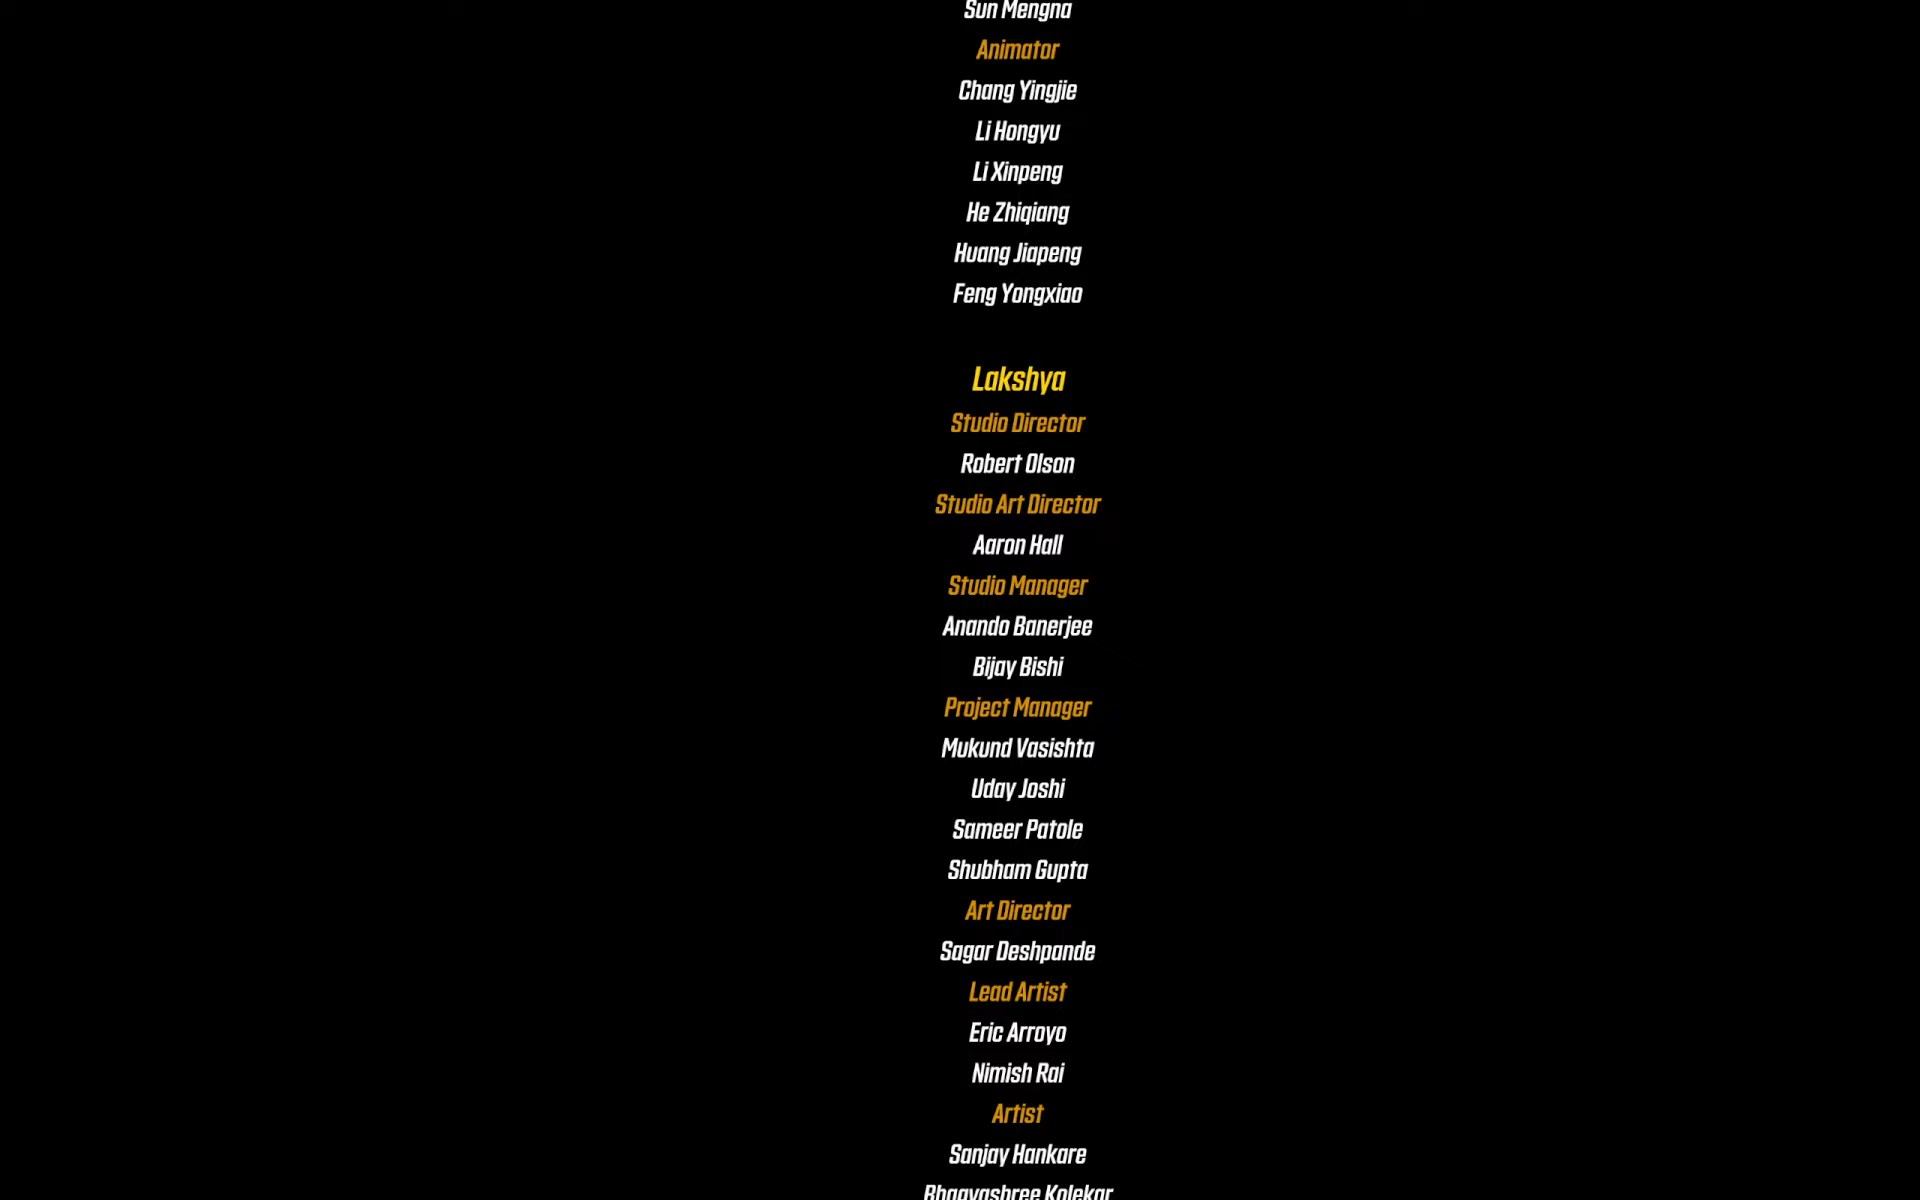 Sun Mengna
Animator
Chang Yingjie
Li Hongyu
Li Xinpeng
He Zhiqiang
Huang Jiapeng
Feng Yongxiao
Lakshya
Studio Director
Robert Olson
Studio Art Director
Aaron Hall
Studio Manager
Anando Banerjee
Bijay Bishi
Project Manager
Mukund Vasishta
Uday Joshi
Sameer Patole
Shubham Gupta
Art Director
Sagar Deshpande
Lead Artist
Eric Arroyo
Nimish Rai
Artist
Sanjay Hankare
Bhagyashree Kolekar